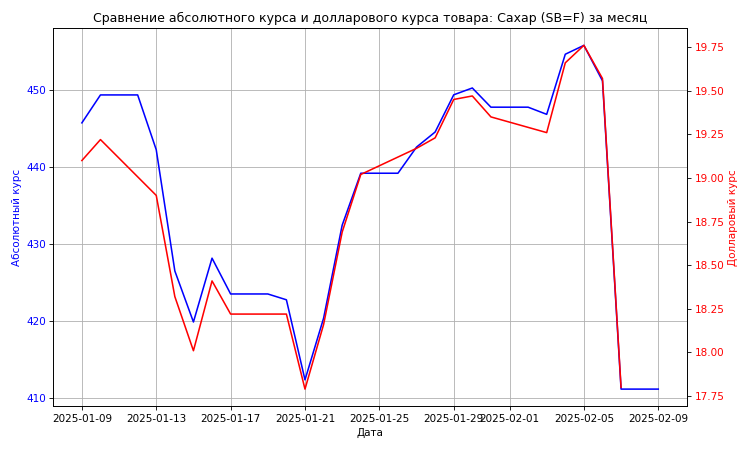 Сравнение абсолютного курса и долларового курса товара: Сахар (SB=F) за месяц
Абсолютный курс
450
440
430
420
410
19.75
19.50
19.25
19.00
18.75
18.50
18.25
18.00
17.75
Долларовый курс
2025-01-09 2025-01-13 2025-01-17 2025-01-21 2025-01-25 2025-01-29 2025-02-01 2025-02-05 2025-02-09
Дата